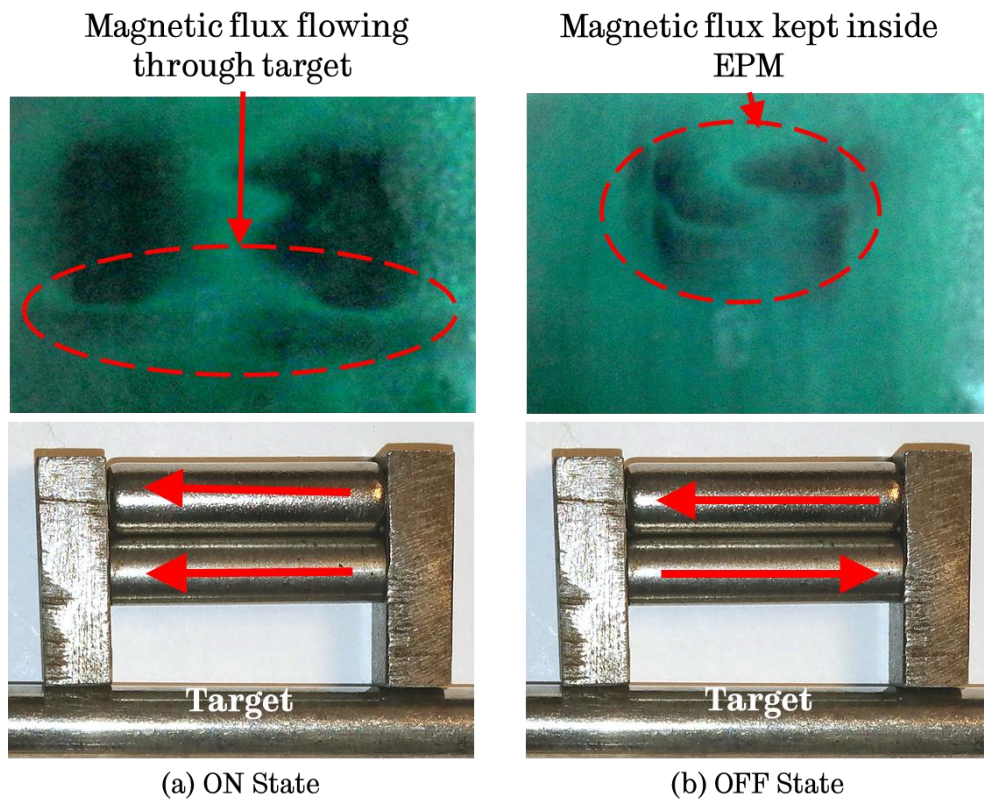 Magnetic flux flowing
through target
Magnetic flux kept inside
EPM
Target
Target
(a) ON State
(b) OFF State